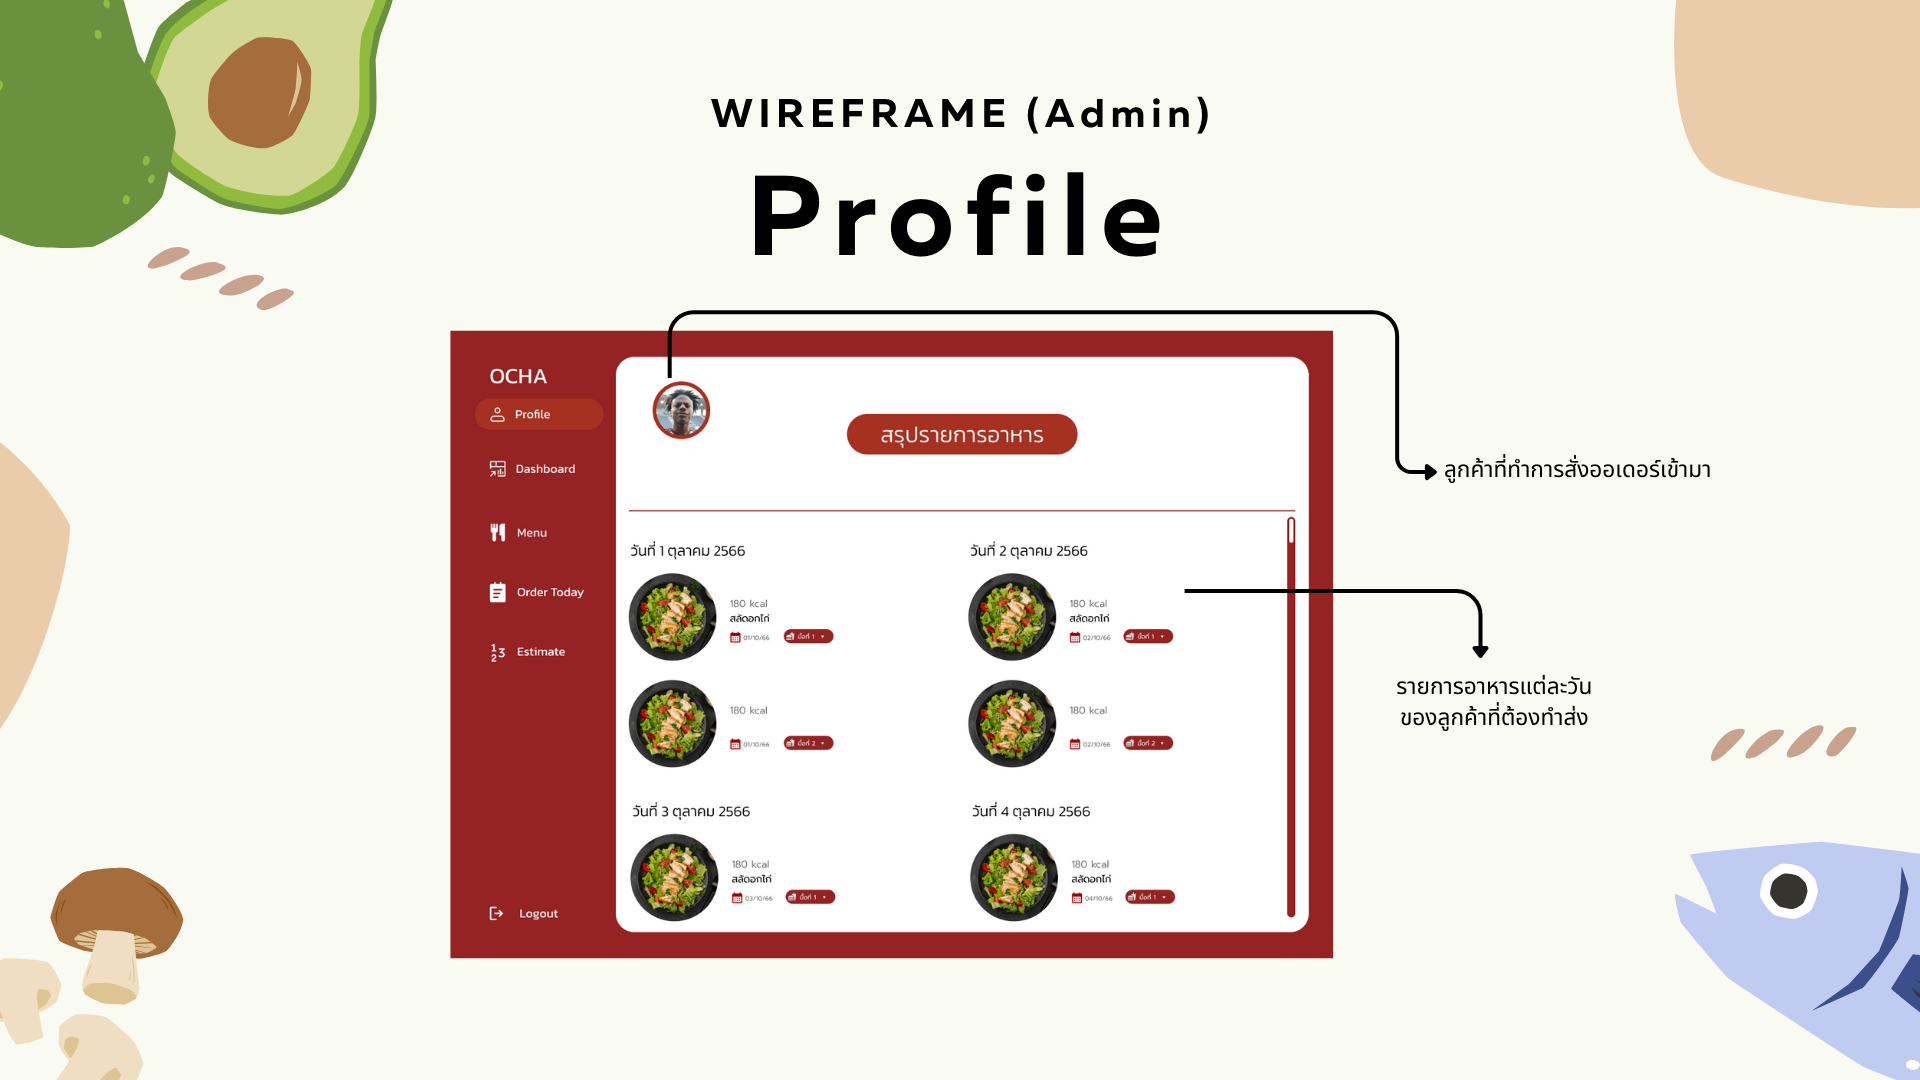 WIREFRAME (Admin)
Profile
OCHA
Profile
Dashboard
Menu
Order Today
1 2 3 Estimate
Logout
สรุปรายการอาหาร
วันที่ 1 ตุลาคม 2566
180 kcal
สลัดอกไก่
01/10/66 มื้อที่ 1
180 kcal
01/10/66 มื้อที่ 2
วันที่ 2 ตุลาคม 2566
180 kcal
สลัดอกไก่
02/10/66 มื้อที่ 1
180 kcal
02/10/66 มื้อที่ 2
วันที่ 3 ตุลาคม 2566
180 kcal
สลัดอกไก่
03/10/66 มื้อที่ 1
วันที่ 4 ตุลาคม 2566
180 kcal
สลัดอกไก่
04/10/66 มื้อที่ 1
ลูกค้าที่ทำการสั่งออเดอร์เข้ามา
รายการอาหารแต่ละวัน
ของลูกค้าที่ต้องทำส่ง